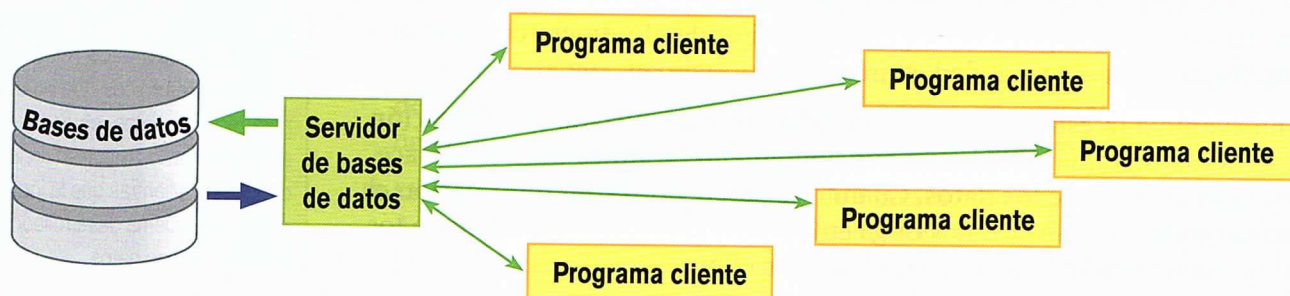 Bases de datos
Servidor
de bases
de datos
Programa cliente
Programa cliente
Programa cliente
Programa cliente
Programa cliente